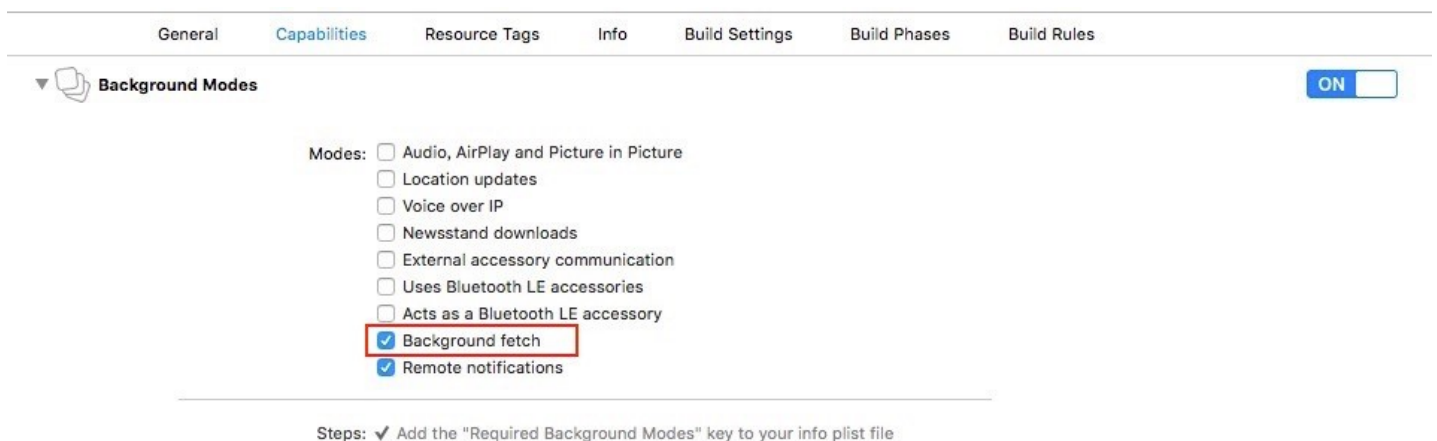 General Capabilities Resource Tags Info Build Settings Build Phases Build Rules
Background Modes ON
Modes: Audio, AirPlay and Picture in Picture
Location updates
Voice over IP
Newsstand downloads
External accessory communication
Uses Bluetooth LE accessories
Acts as a Bluetooth LE accessory
Background fetch
Remote notifications
Steps: ✓ Add the "Required Background Modes" key to your info plist file